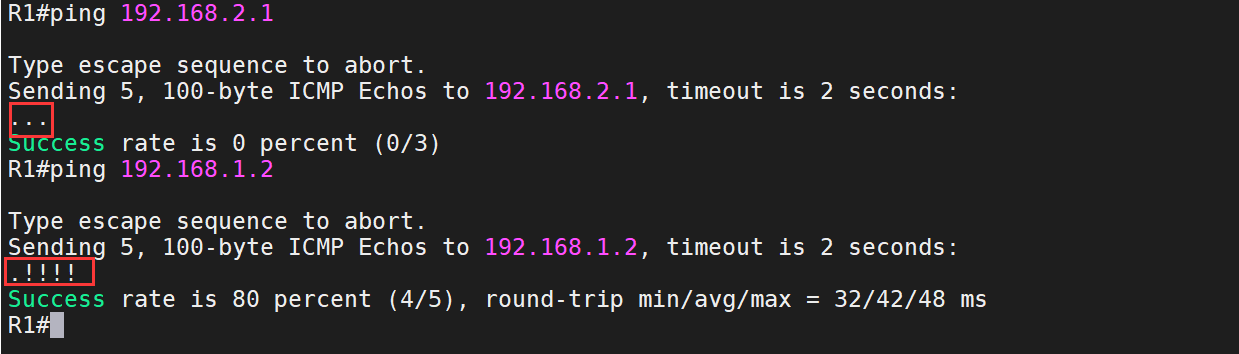 R1#ping 192.168.2.1
Type escape sequence to abort.
Sending 5, 100-byte ICMP Echos to 192.168.2.1, timeout is 2 seconds:
...
Success rate is 0 percent (0/3)
R1#ping 192.168.1.2
Type escape sequence to abort.
Sending 5, 100-byte ICMP Echos to 192.168.1.2, timeout is 2 seconds:
.!!!!
Success rate is 80 percent (4/5), round-trip min/avg/max = 32/42/48 ms
R1#